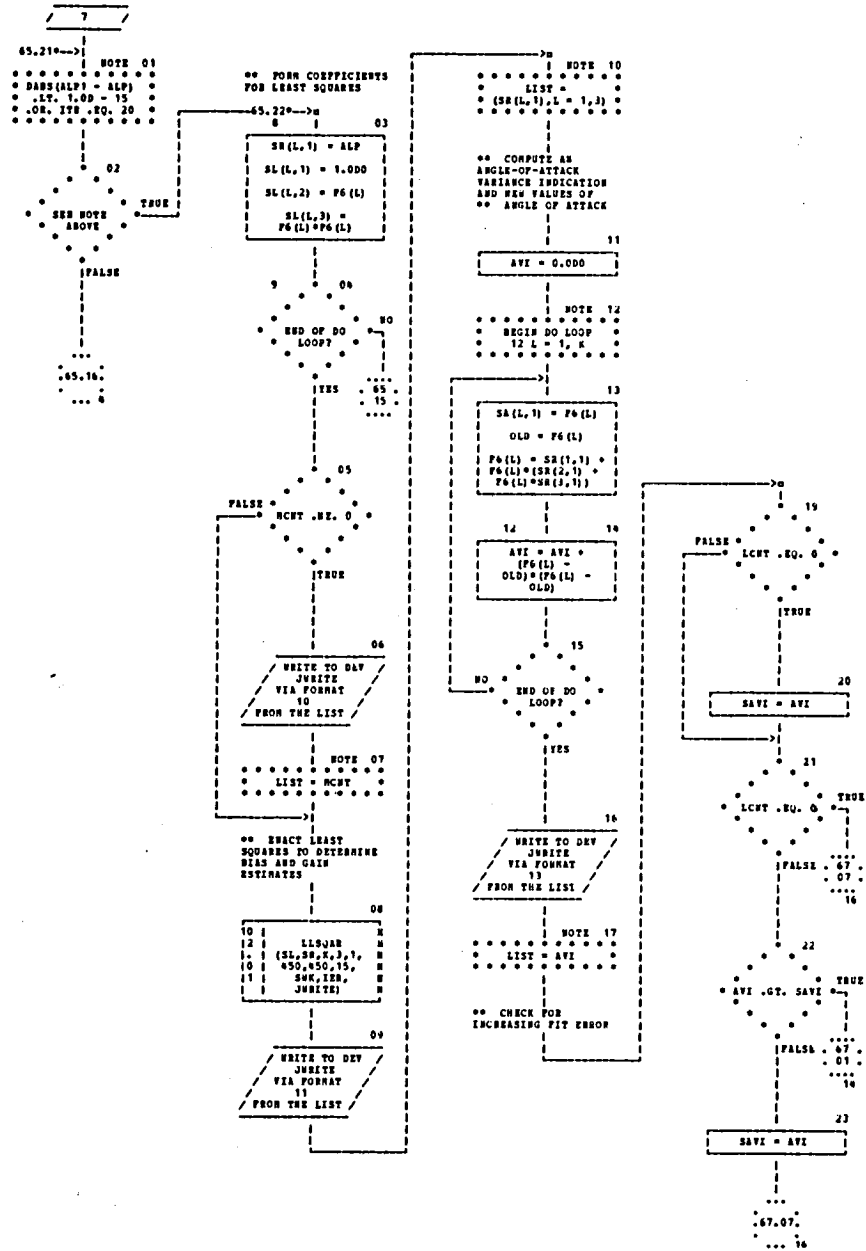 7
65.21*-->
NOTE 01
DABS(ALP1 - ALP)
.LT. 1.0D - 15
.OR. ITR .EQ. 20
02
SEE NOTE
ABOVE
TRUE
FALSE
.65.16.
** FORM COEFFICIENTS
FOR LEAST SQUARES
65.22*-->
8
03
SR(L,1) = ALP
SL(L,1) = 1.0D0
SL(L,2) = F6(L)
SL(L,3) =
F6(L)*F6(L)
9
04
END OF DO
LOOP?
NO
YES
65
15
05
FALSE
MCNT .NE. 0
TRUE
06
WRITE TO DEV
JWRITE
VIA FORMAT
10
FROM THE LIST
NOTE 07
LIST = MCNT
** ENACT LEAST
SQUARES TO DETERMINE
BIAS AND GAIN
ESTIMATES
08
LLSQAR
(SL,SR,K,3,1,
450,450,15,
SWK,IER,
JWRITE)
09
WRITE TO DEV
JWRITE
VIA FORMAT
11
FROM THE LIST
NOTE 10
LIST =
(SR(L,1),L = 1,3)
** COMPUTE AN
ANGLE-OF-ATTACK
VARIANCE INDICATION
AND NEW VALUES OF
** ANGLE OF ATTACK
11
AVI = 0.0D0
NOTE 12
BEGIN DO LOOP
12 L = 1, K
13
SA(L,1) = F6(L)
OLD = F6(L)
F6(L) = SR(1,1) +
F6(L)*(SR(2,1) +
F6(L)*SR(3,1))
12
14
AVI = AVI +
(F6(L) -
OLD)*(F6(L) -
OLD)
15
NO
END OF DO
LOOP?
YES
16
WRITE TO DEV
JWRITE
VIA FORMAT
13
FROM THE LIST
NOTE 17
LIST = AVI
** CHECK FOR
INCREASING FIT ERROR
19
FALSE
LCNT .EQ. 0
TRUE
20
SAVI = AVI
21
LCNT .EQ. 0
TRUE
FALSE
67
07
16
22
AVI .GT. SAVI
TRUE
FALSE
67
01
14
23
SAVI = AVI
.67.07.
16